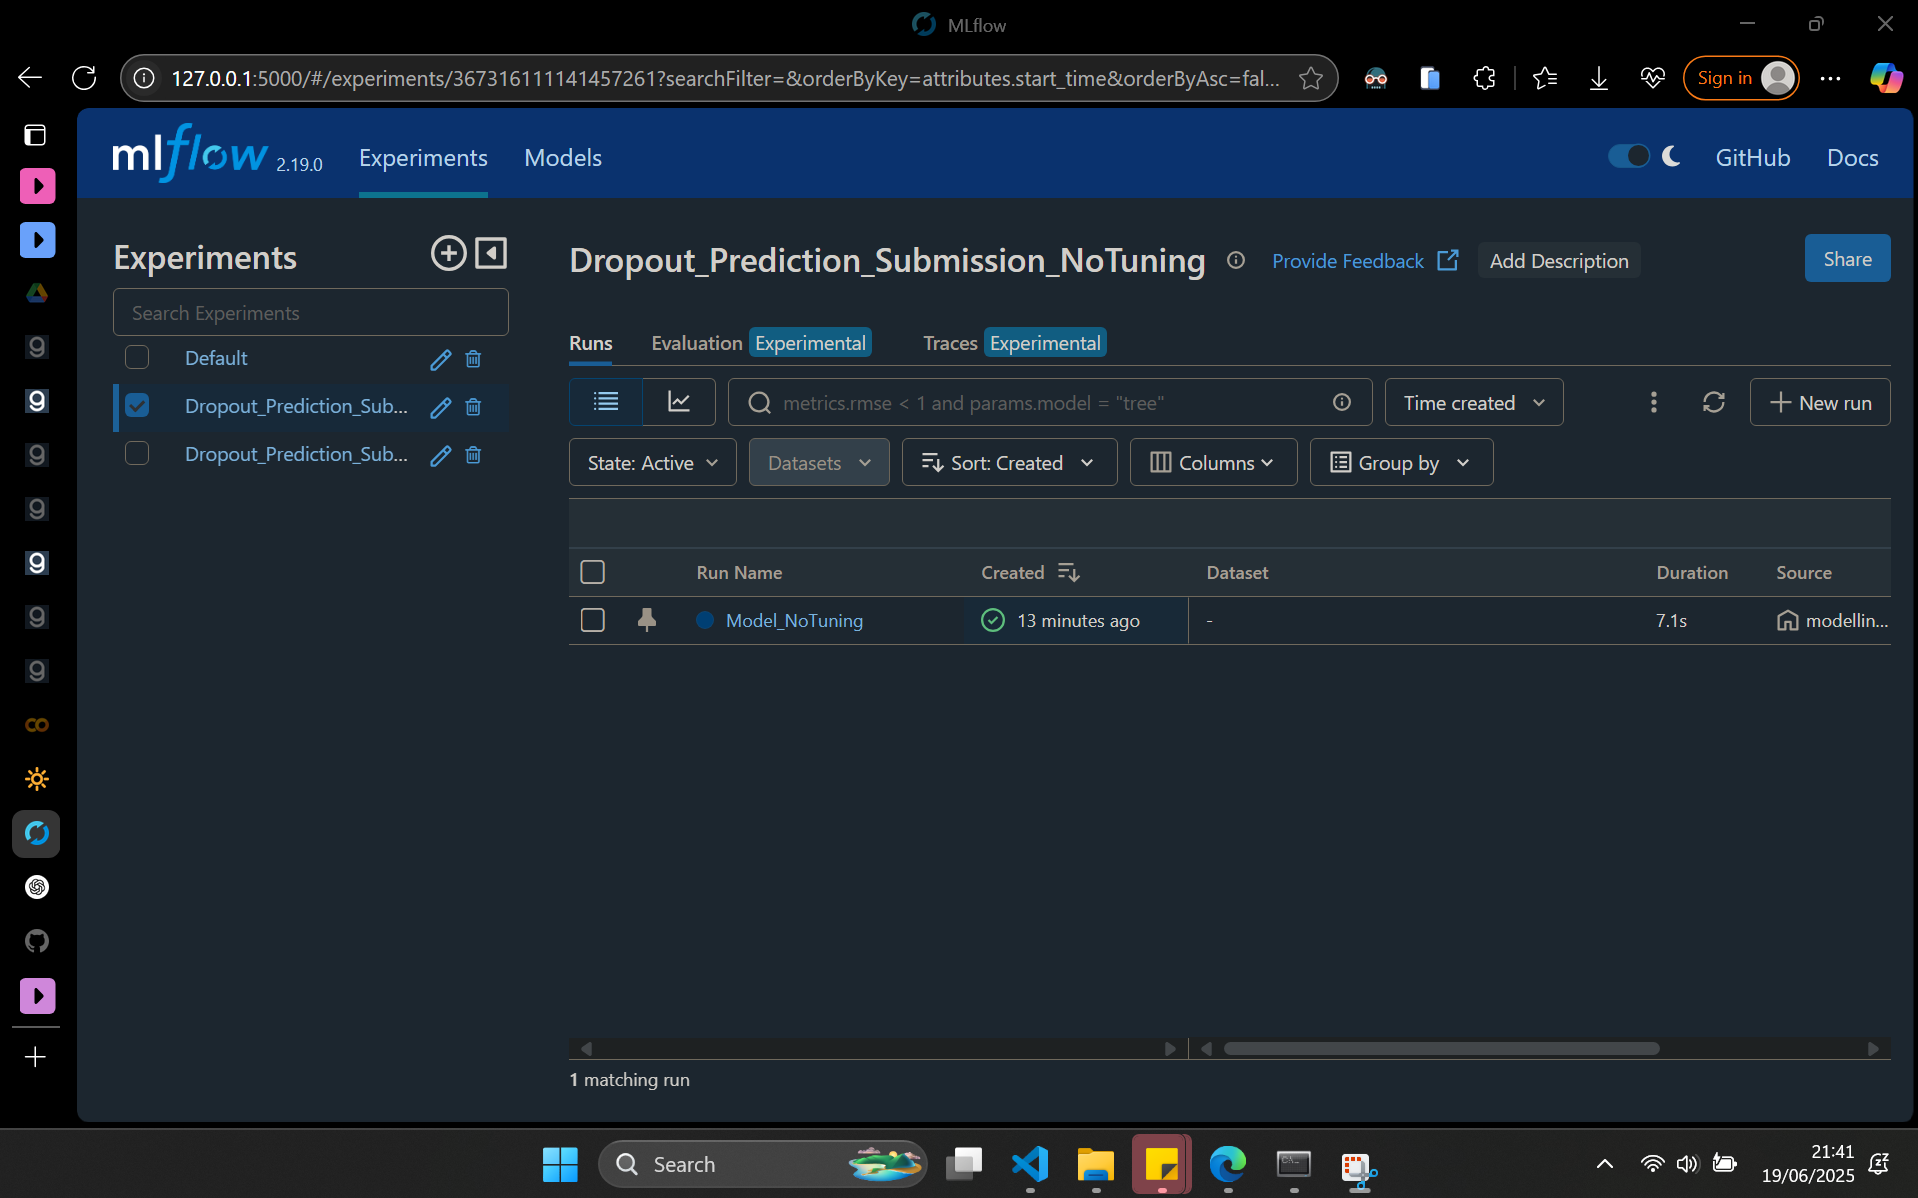 MLflow
127.0.0.1:5000/#/experiments/367316111141457261?searchFilter=&orderByKey=attributes.start_time&orderByAsc=fal...
Sign in
mlflow 2.19.0
Experiments
Models
GitHub
Docs
Experiments
Search Experiments
Default
Dropout_Prediction_Sub...
Dropout_Prediction_Sub...
Dropout_Prediction_Submission_NoTuning
Provide Feedback
Add Description
Share
Runs
Evaluation Experimental
Traces Experimental
metrics.rmse < 1 and params.model = "tree"
Time created
New run
State: Active
Datasets
Sort: Created
Columns
Group by
Run Name
Created
Dataset
Duration
Source
Model_NoTuning
13 minutes ago
-
7.1s
modellin...
1 matching run
Search
21:41
19/06/2025